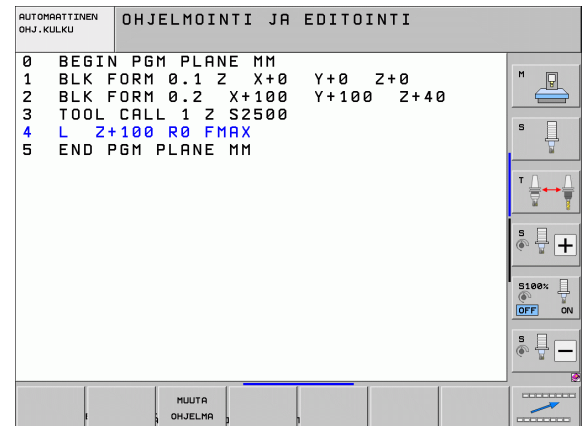 AUTOMAATTINEN
OHJ.KULKU
OHJELMOINTI JA EDITOINTI
0 BEGIN PGM PLANE MM
1 BLK FORM 0.1 Z X+0 Y+0 Z+0
2 BLK FORM 0.2 X+100 Y+100 Z+40
3 TOOL CALL 1 Z S2500
4 L Z+100 R0 FMAX
5 END PGM PLANE MM
M
S
T
S
S100%
OFF ON
S
MUUTA
OHJELMA